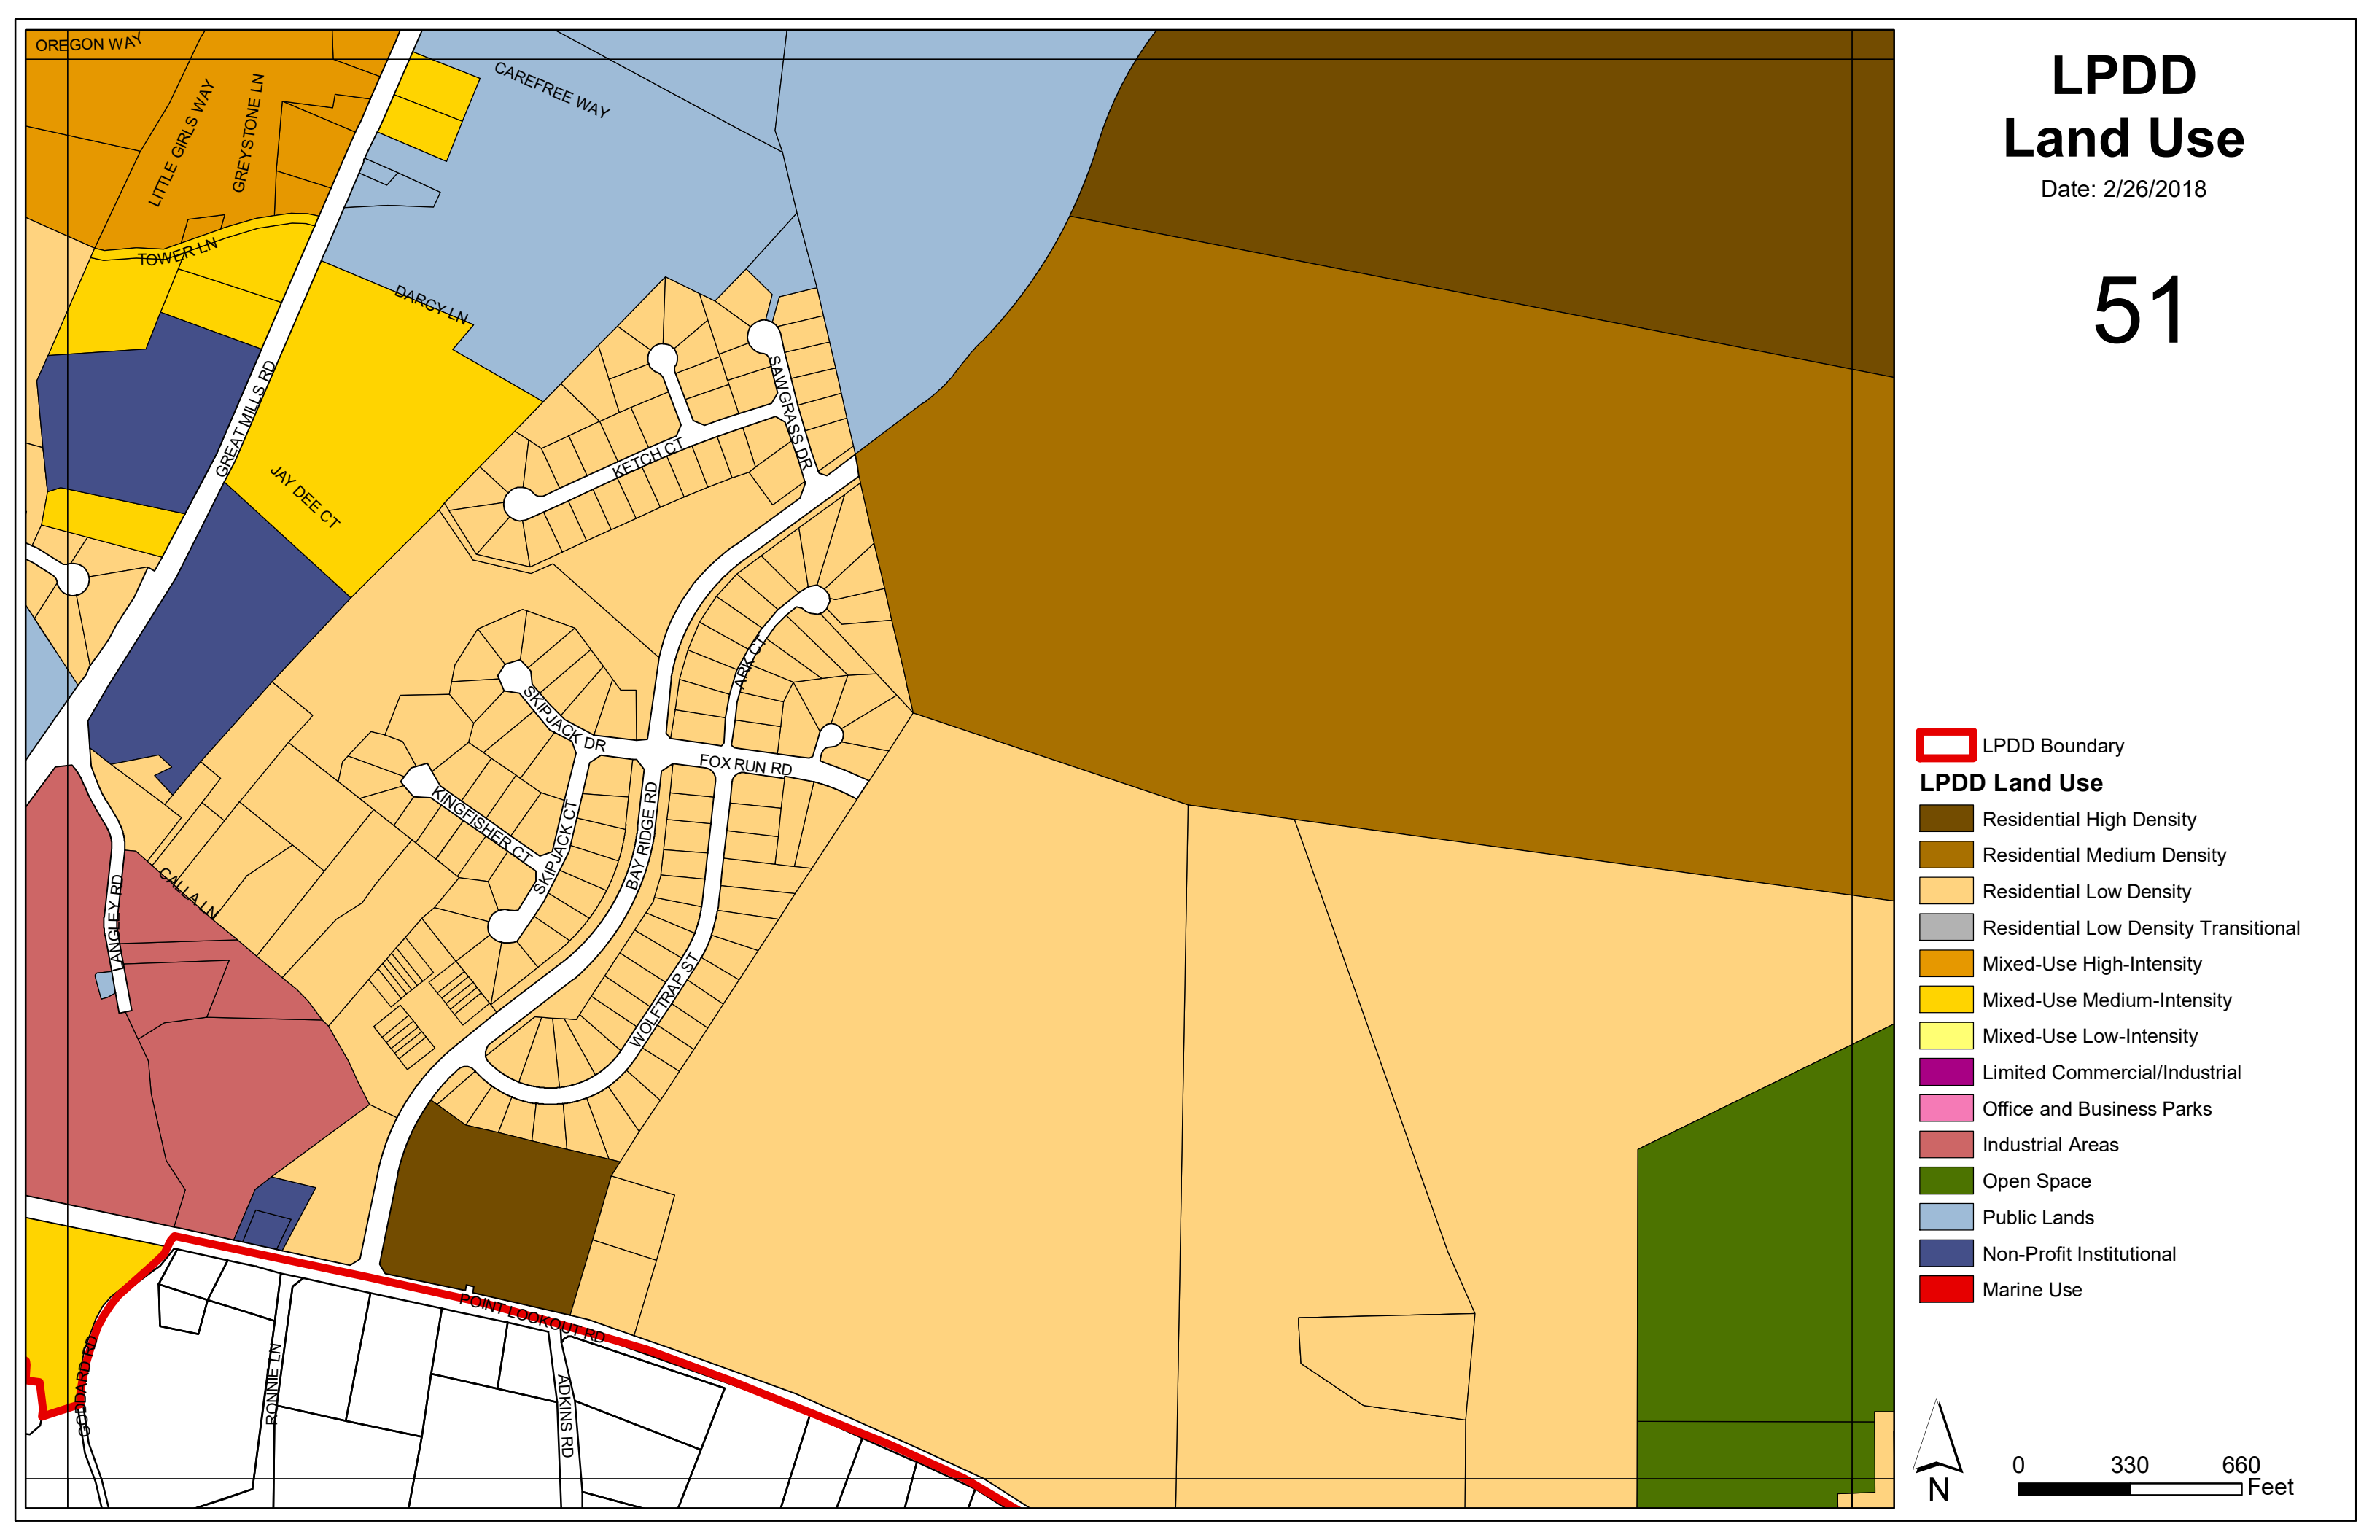 LPDD
Land Use
Date: 2/26/2018
51
OREGON WAY
LITTLE GIRLS WAY
GREYSTONE LN
CAREFREE WAY
TOWER LN
DARCY LN
GREAT MILLS RD
JAY DEE CT
SAWGRASS DR
KETCH CT
ARK CT
SKIPJACK DR
FOX RUN RD
KINGFISHER CT
SKIPJACK CT
BAY RIDGE RD
CALLA LN
LANGLEY RD
WOLFTRAP ST
POINT LOOKOUT RD
GODDARD RD
RONNIE LN
ADKINS RD
LPDD Boundary
LPDD Land Use
Residential High Density
Residential Medium Density
Residential Low Density
Residential Low Density Transitional
Mixed-Use High-Intensity
Mixed-Use Medium-Intensity
Mixed-Use Low-Intensity
Limited Commercial/Industrial
Office and Business Parks
Industrial Areas
Open Space
Public Lands
Non-Profit Institutional
Marine Use
N
0 330 660
Feet